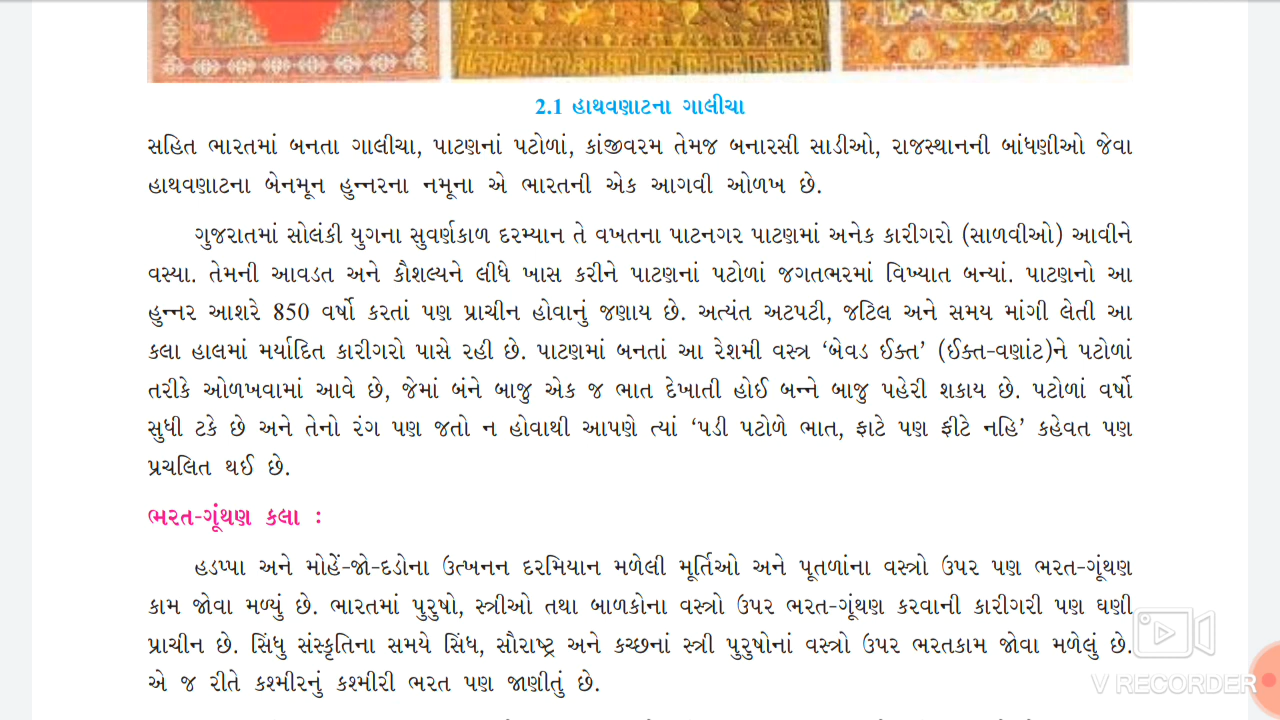 2.1 હાથવણાટના ગાલીચા
સહિત ભારતમાં બનતા ગાલીચા, પાટણનાં પટોળાં, કાંજીવરમ તેમજ બનારસી સાડીઓ, રાજસ્થાનની બાંધણીઓ જેવા
હાથવણાટના બેનમૂન હુન્નરના નમૂના એ ભારતની એક આગવી ઓળખ છે.
ગુજરાતમાં સોલંકી યુગના સુવર્ણકાળ દરમ્યાન તે વખતના પાટનગર પાટણમાં અનેક કારીગરો (સાળવીઓ) આવીને
વસ્યા. તેમની આવડત અને કૌશલ્યને લીધે ખાસ કરીને પાટણનાં પટોળાં જગતભરમાં વિખ્યાત બન્યાં. પાટણનો આ
હુન્નર આશરે 850 વર્ષો કરતાં પણ પ્રાચીન હોવાનું જણાય છે. અત્યંત અટપટી, જટિલ અને સમય માંગી લેતી આ
કલા હાલમાં મર્યાદિત કારીગરો પાસે રહી છે. પાટણમાં બનતાં આ રેશમી વસ્ત્ર ‘બેવડ ઈક્ત’ (ઈક્ત-વણાંટ)ને પટોળાં
તરીકે ઓળખવામાં આવે છે, જેમાં બંને બાજુ એક જ ભાત દેખાતી હોઈ બન્ને બાજુ પહેરી શકાય છે. પટોળાં વર્ષો
સુધી ટકે છે અને તેનો રંગ પણ જતો ન હોવાથી આપણે ત્યાં ‘પડી પટોળે ભાત, ફાટે પણ ફીટે નહિ’ કહેવત પણ
પ્રચલિત થઈ છે.
ભરત-ગૂંથણ કલા :
હડપ્પા અને મોહેં-જો-દડોના ઉત્ખનન દરમિયાન મળેલી મૂર્તિઓ અને પૂતળાંના વસ્ત્રો ઉપર પણ ભરત-ગૂંથણ
કામ જોવા મળ્યું છે. ભારતમાં પુરુષો, સ્ત્રીઓ તથા બાળકોના વસ્ત્રો ઉપર ભરત-ગૂંથણ કરવાની કારીગરી પણ ઘણી
પ્રાચીન છે. સિંધુ સંસ્કૃતિના સમયે સિંધ, સૌરાષ્ટ્ર અને કચ્છનાં સ્ત્રી પુરુષોનાં વસ્ત્રો ઉપર ભરતકામ જોવા મળેલું છે.
એ જ રીતે કશ્મીરનું કશ્મીરી ભરત પણ જાણીતું છે.
V RECORDER